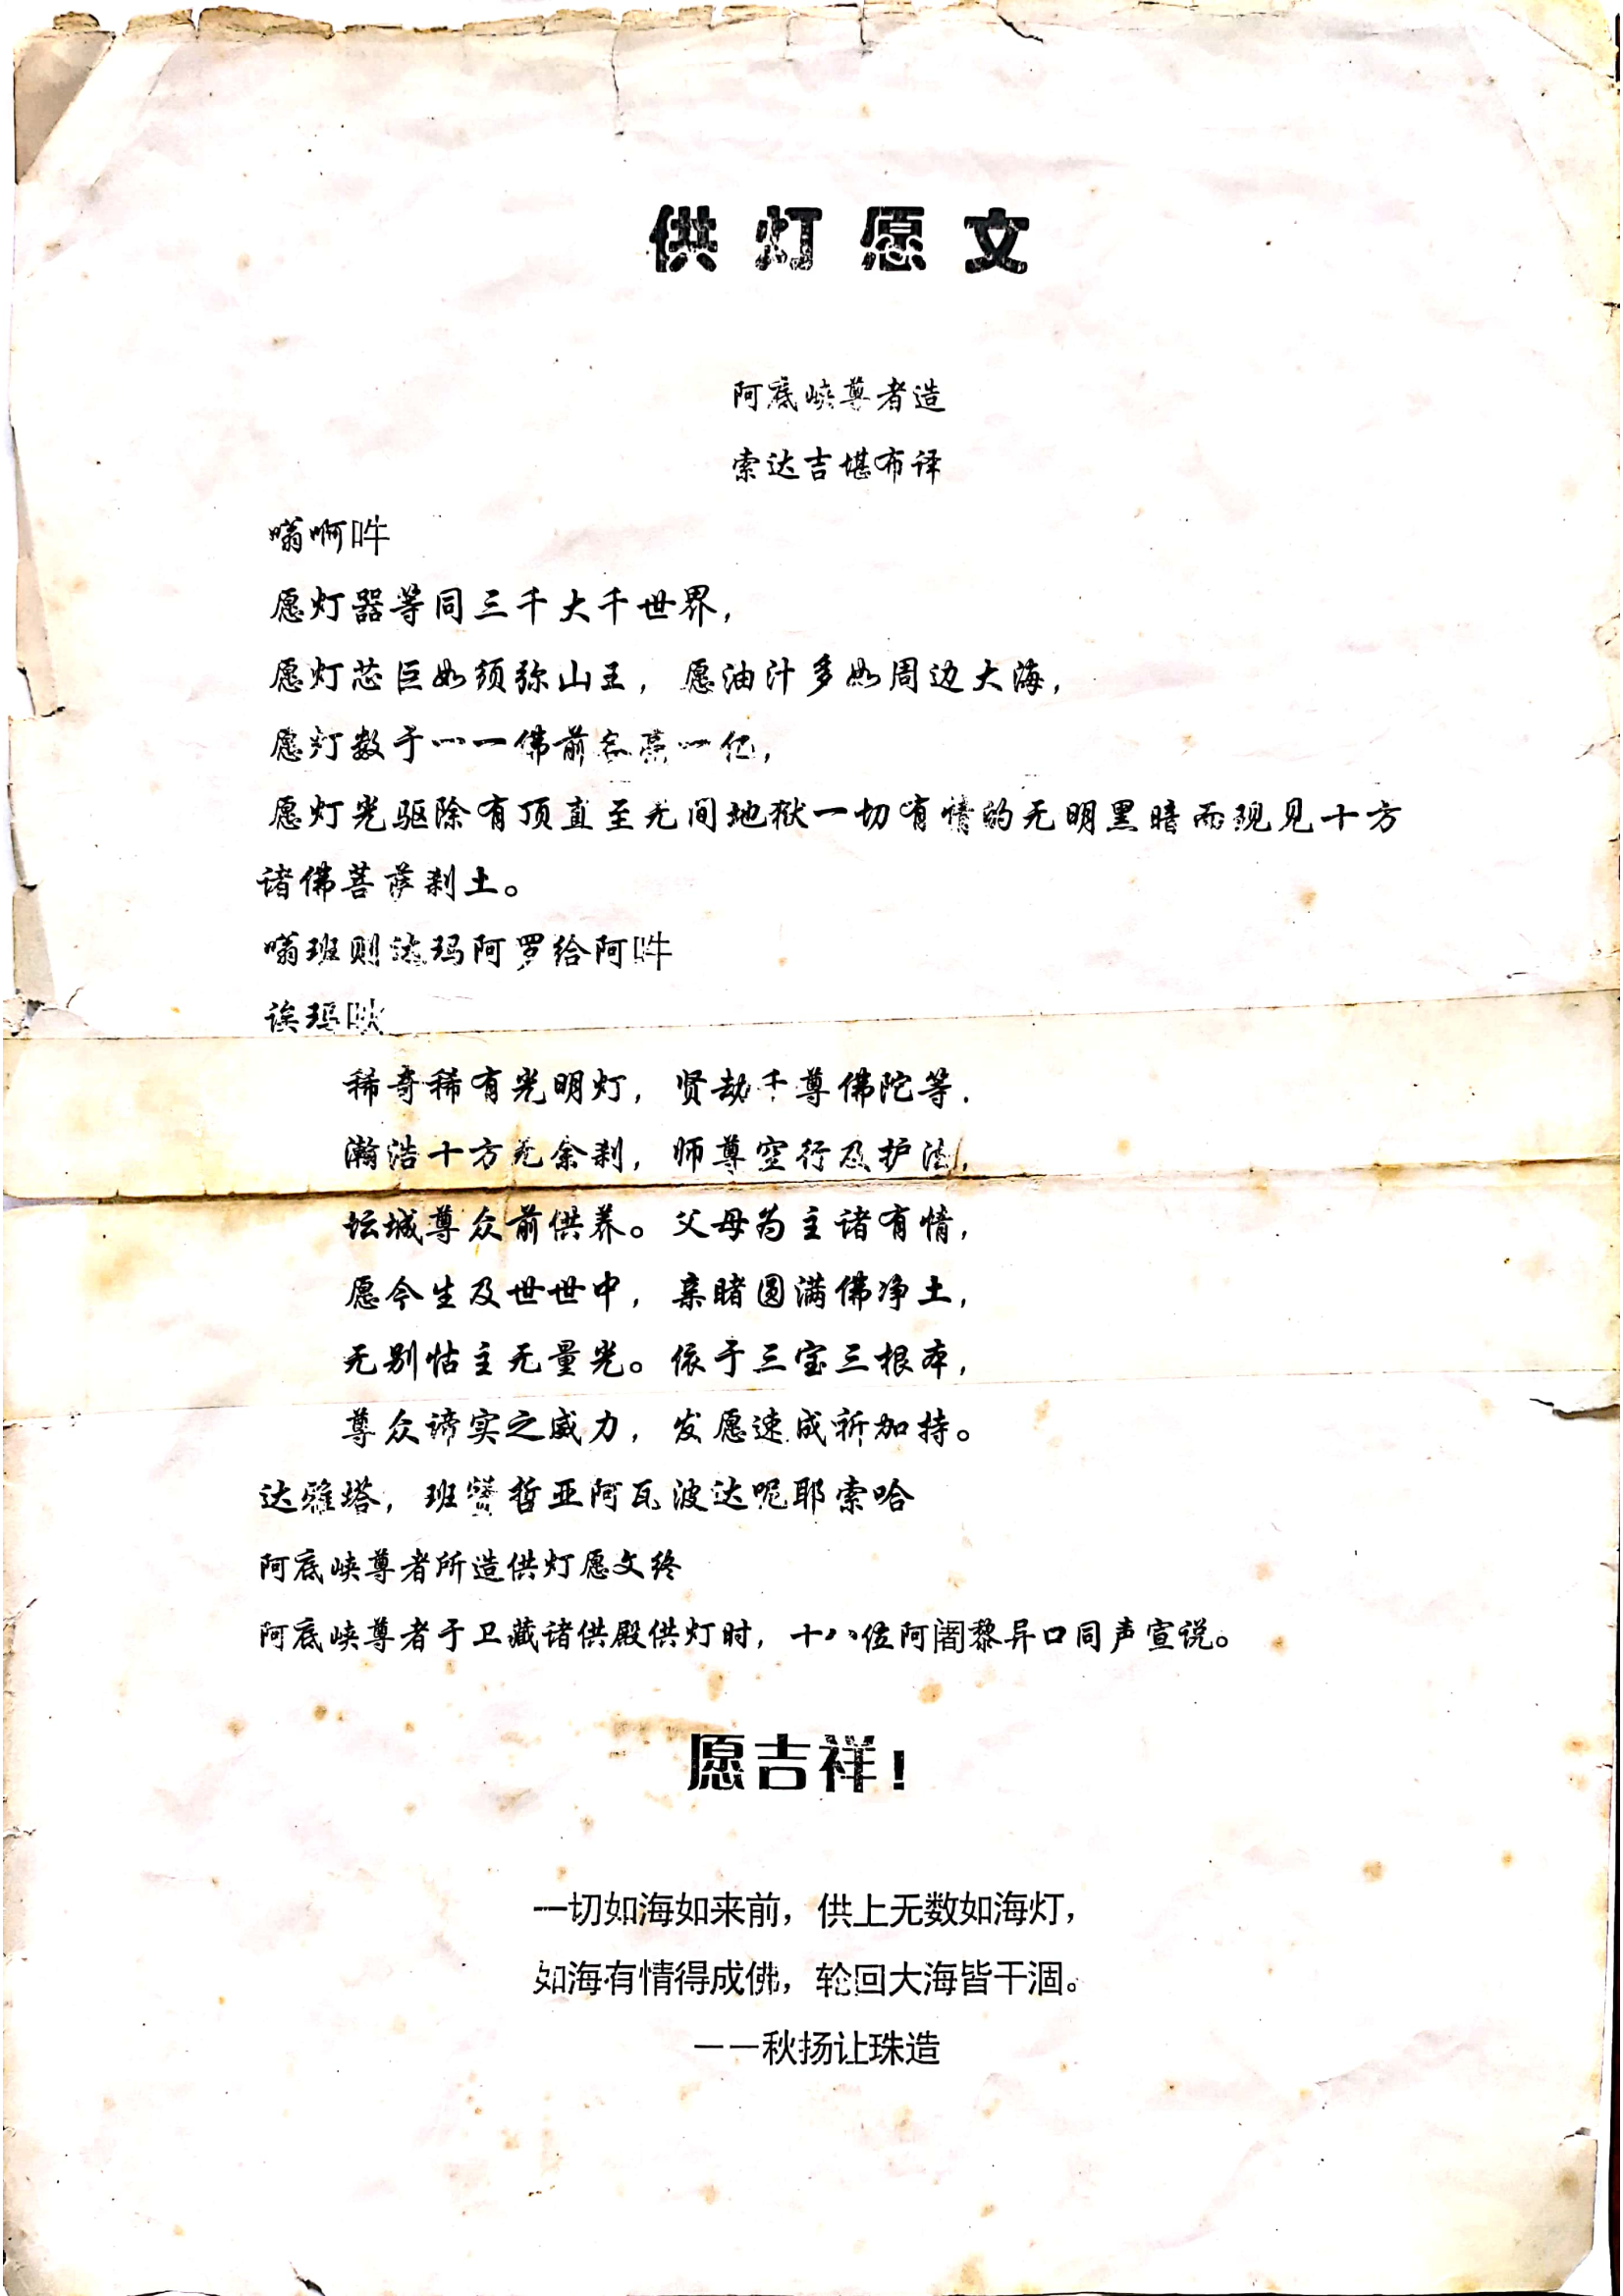 供灯愿文
阿底峡尊者造
索达吉堪布译
嗡啊吽
愿灯器等同三千大千世界，
愿灯芯巨如须弥山王，愿油汁多如周边大海，
愿灯数于一一佛前各燃一亿，
愿灯光驱除有顶直至无间地狱一切有情的无明黑暗而现见十方
诸佛菩萨刹土。
嗡班则达玛阿罗给阿吽
诶玛吙
稀奇稀有光明灯，贤劫千尊佛陀等，
瀚浩十方无余刹，师尊空行及护法，
坛城尊众前供养。父母为主诸有情，
愿今生及世世中，亲睹圆满佛净土，
无别怙主无量光。依于三宝三根本，
尊众谛实之威力，发愿速成祈加持。
达雅塔，班赞哲亚阿瓦波达呢耶索哈
阿底峡尊者所造供灯愿文终
阿底峡尊者于卫藏诸供殿供灯时，十八位阿阇黎异口同声宣说。
愿吉祥！
一切如海如来前，供上无数如海灯，
如海有情得成佛，轮回大海皆干涸。
——秋扬让珠造